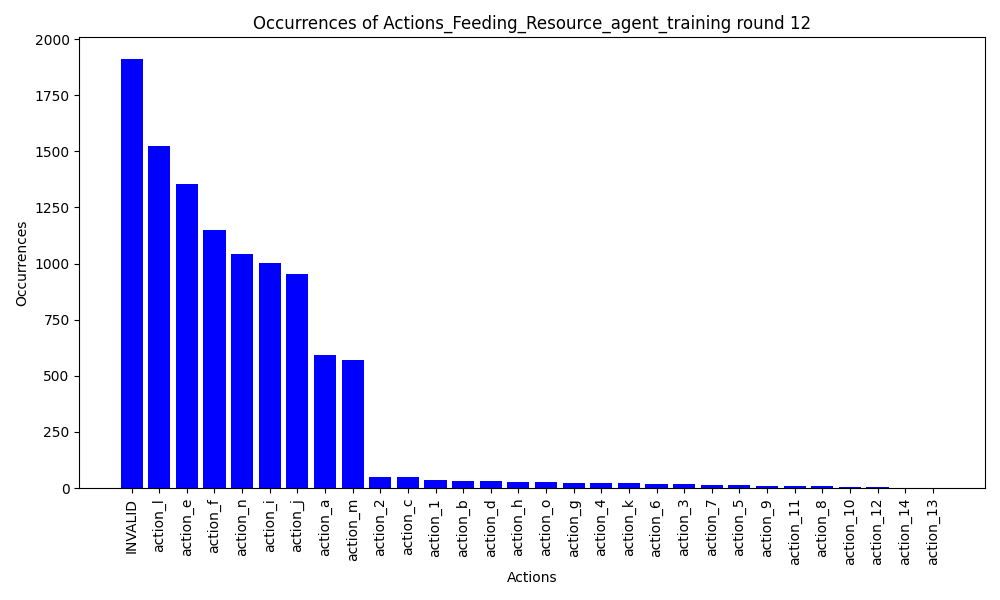 Occurrences of Actions_Feeding_Resource_agent_training round 12
Occurrences
2000
1750
1500
1250
1000
750
500
250
0
INVALID
action_l
action_e
action_f
action_n
action_i
action_j
action_a
action_m
action_2
action_c
action_1
action_b
action_d
action_h
action_o
action_g
action_4
action_k
action_6
action_3
action_7
action_5
action_9
action_11
action_8
action_10
action_12
action_14
action_13
Actions